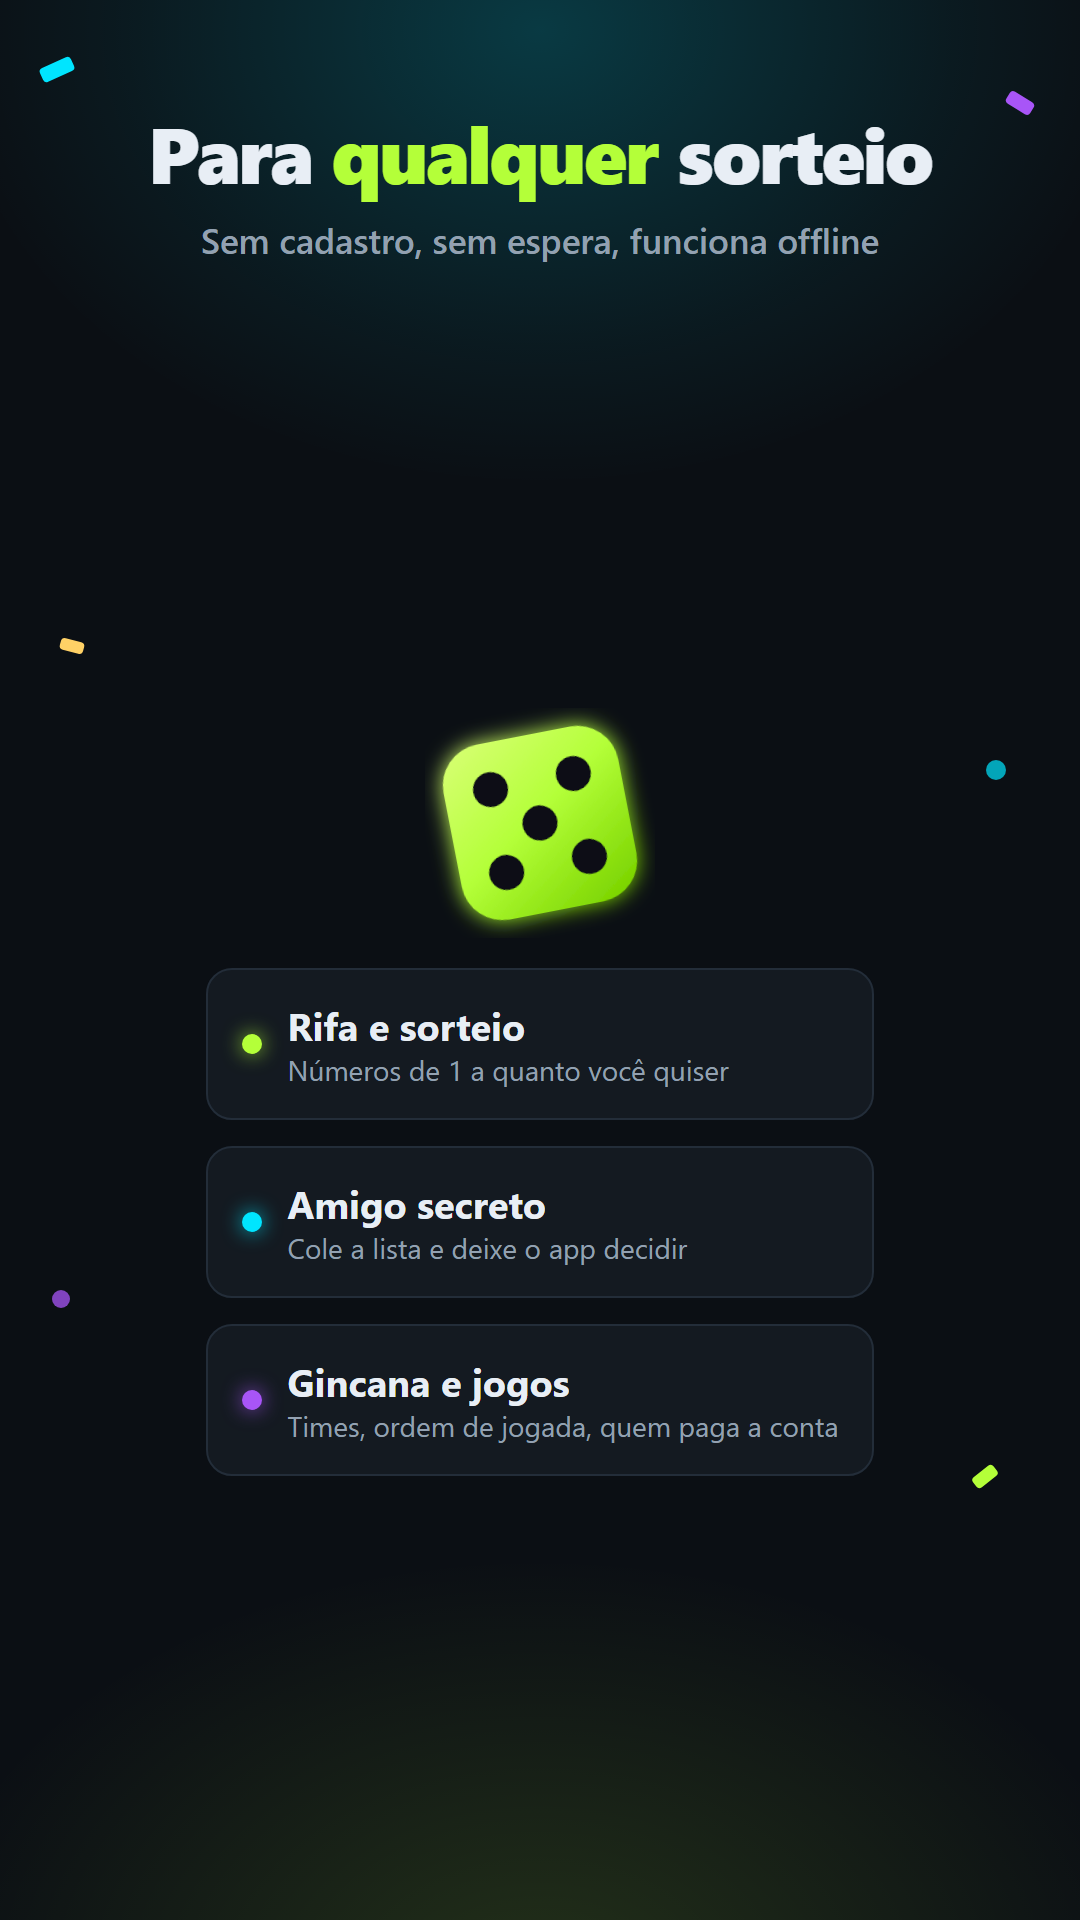 Para qualquer sorteio
Sem cadastro, sem espera, funciona offline
Rifa e sorteio
Números de 1 a quanto você quiser
Amigo secreto
Cole a lista e deixe o app decidir
Gincana e jogos
Times, ordem de jogada, quem paga a conta